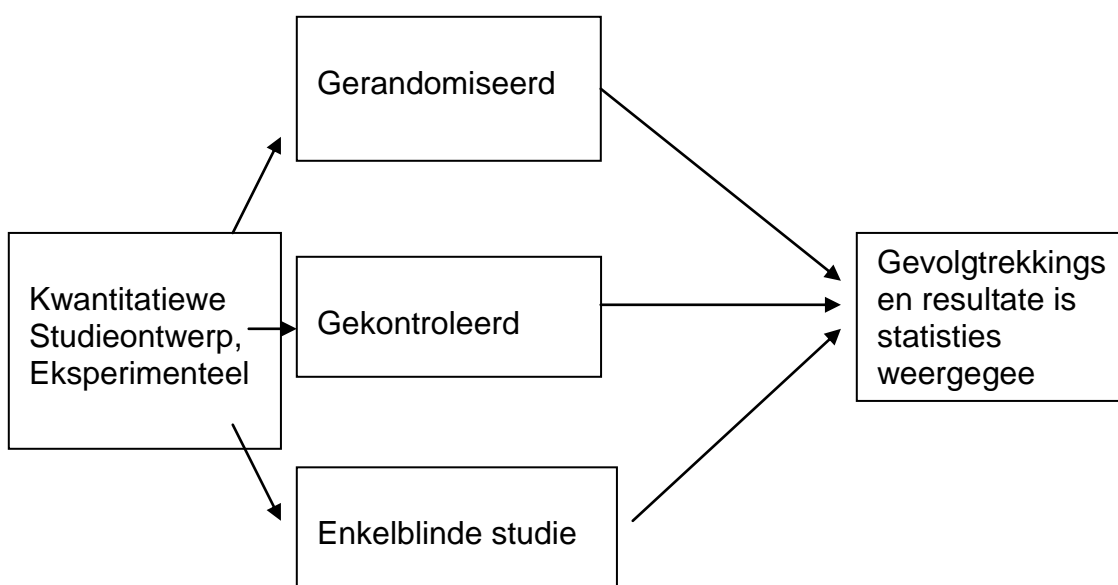 Gerandomiseerd
Kwantitatiewe
Studieontwerp,
Eksperimenteel
Gekontroleerd
Enkelblinde studie
Gevolgtrekkings
en resultate is
statisties
weergegee